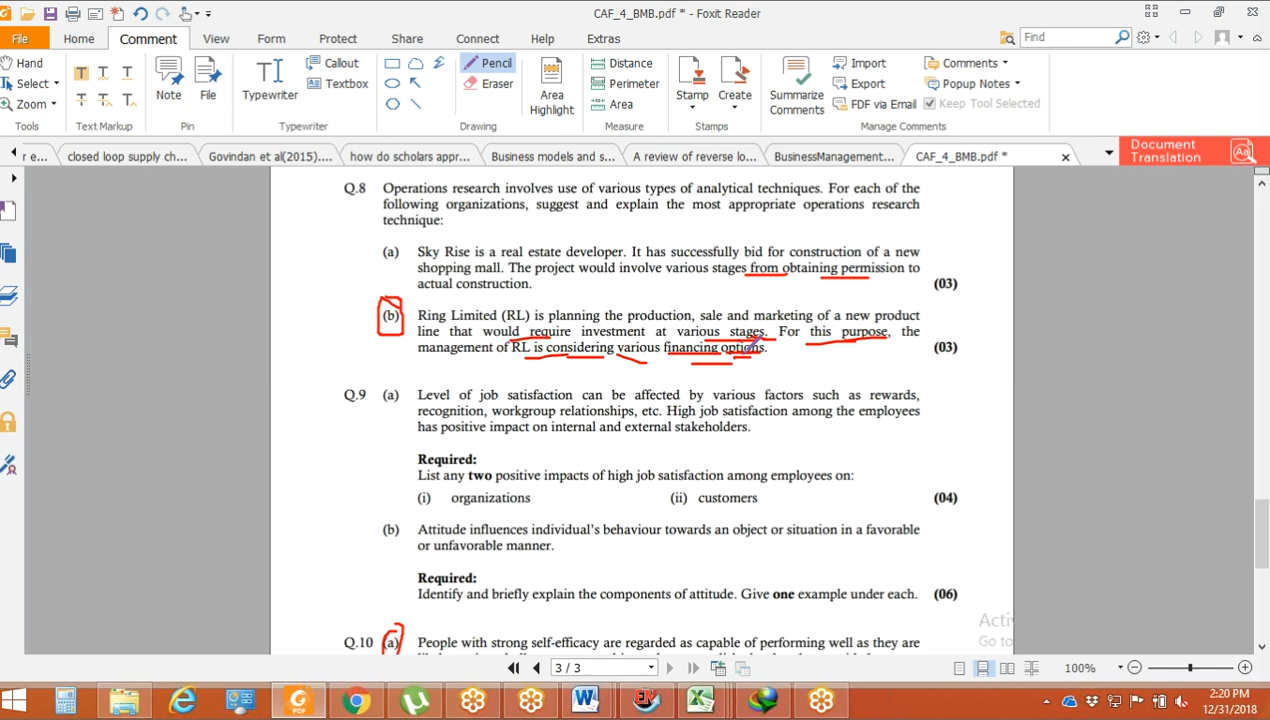 CAF_4_BMB.pdf * - Foxit Reader
File Home Comment View Form Protect Share Connect Help Extras Find
Hand
Select
Zoom
Tools
Text Markup
Note
File
Pin
Typewriter
Callout
Textbox
Typewriter
Pencil
Eraser
Drawing
Area
Highlight
Distance
Perimeter
Area
Measure
Stamp
Create
Stamps
Summarize
Comments
Import
Export
FDF via Email
Comments
Popup Notes
Keep Tool Selected
Manage Comments
r e... closed loop supply ch... Govindan et al(2015).... how do scholars appr... Business models and s... A review of reverse lo... BusinessManagement... CAF_4_BMB.pdf *
Document
Translation
Q.8 Operations research involves use of various types of analytical techniques. For each of the
following organizations, suggest and explain the most appropriate operations research
technique:
(a) Sky Rise is a real estate developer. It has successfully bid for construction of a new
shopping mall. The project would involve various stages from obtaining permission to
actual construction. (03)
(b) Ring Limited (RL) is planning the production, sale and marketing of a new product
line that would require investment at various stages. For this purpose, the
management of RL is considering various financing options. (03)
Q.9 (a) Level of job satisfaction can be affected by various factors such as rewards,
recognition, workgroup relationships, etc. High job satisfaction among the employees
has positive impact on internal and external stakeholders.
Required:
List any two positive impacts of high job satisfaction among employees on:
(i) organizations (ii) customers (04)
(b) Attitude influences individual's behaviour towards an object or situation in a favorable
or unfavorable manner.
Required:
Identify and briefly explain the components of attitude. Give one example under each. (06)
Q.10 (a) People with strong self-efficacy are regarded as capable of performing well as they are
3 / 3
100%
2:20 PM
12/31/2018